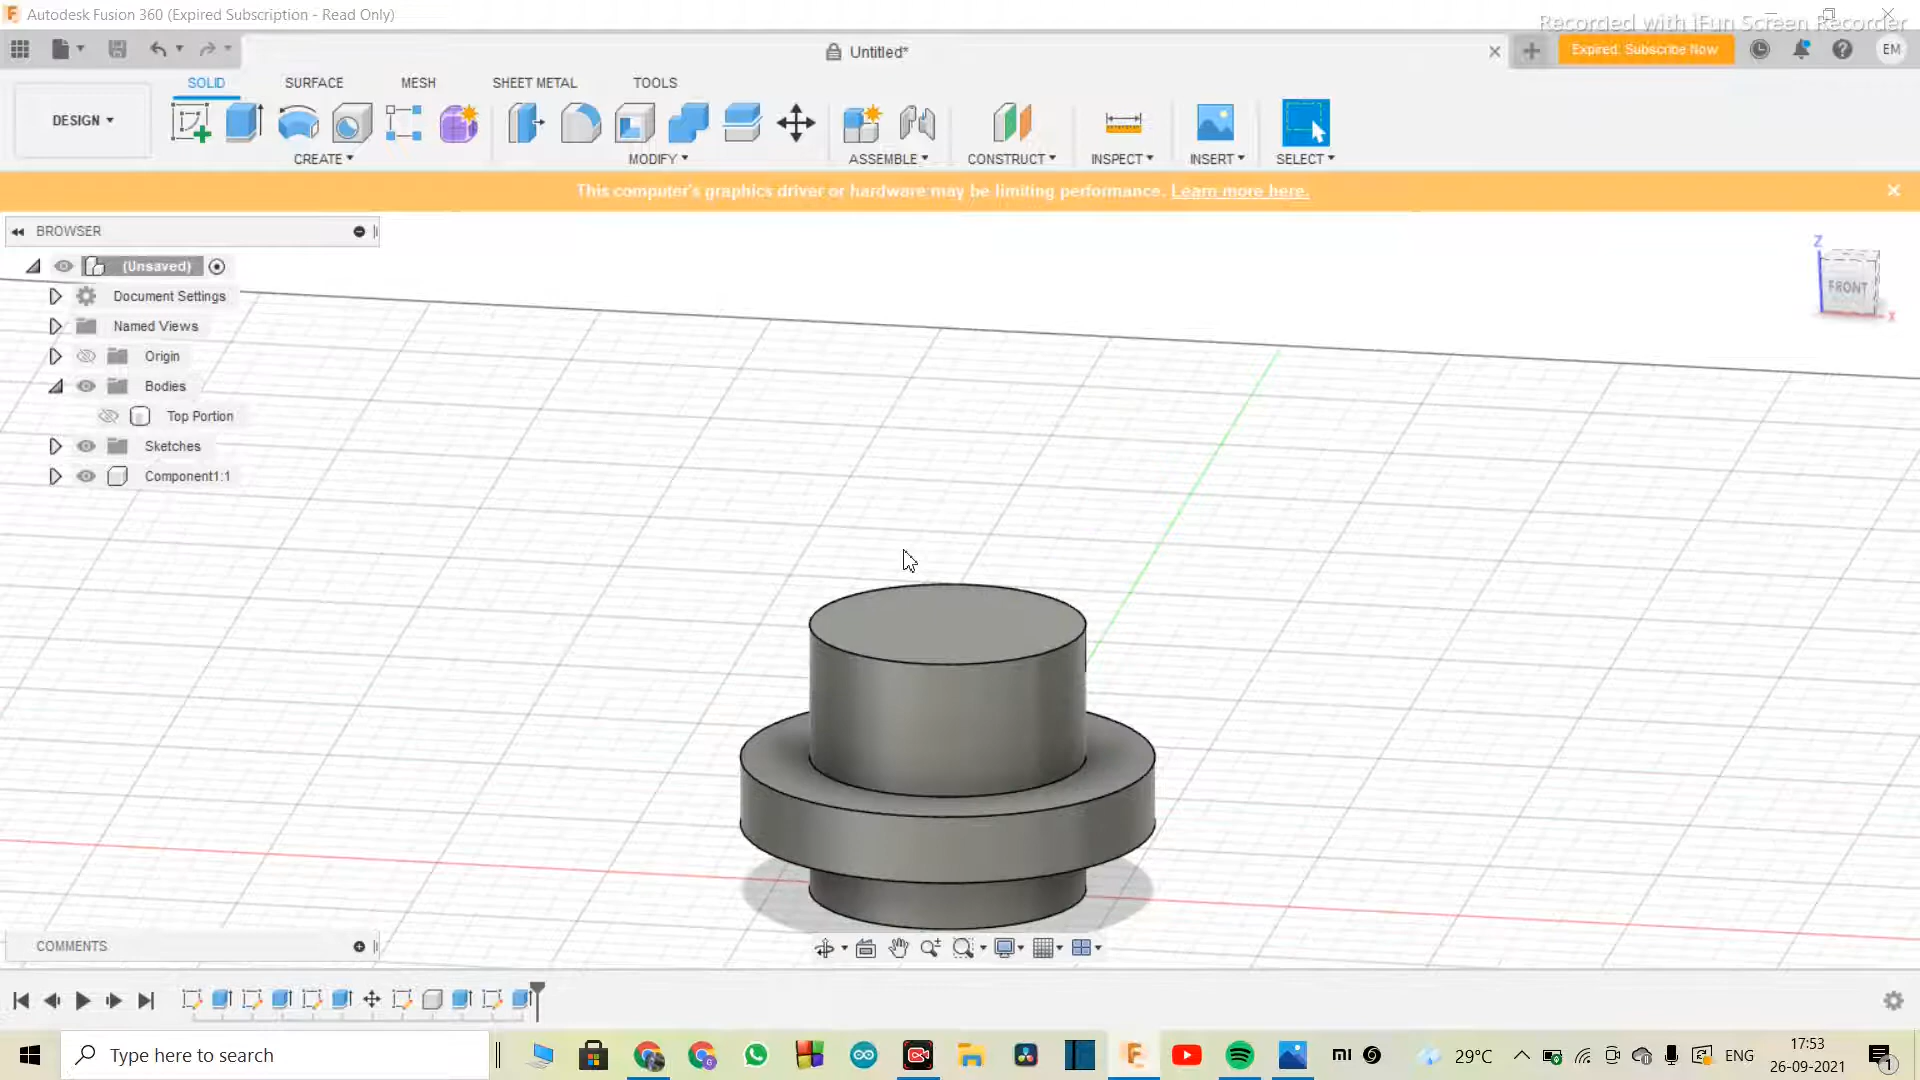 Autodesk Fusion 360 (Expired Subscription - Read Only)
Recorded with iFun Screen Recorder
Untitled*
Expired: Subscribe Now
EM
DESIGN
SOLID
SURFACE
MESH
SHEET METAL
TOOLS
CREATE
MODIFY
ASSEMBLE
CONSTRUCT
INSPECT
INSERT
SELECT
This computer's graphics driver or hardware may be limiting performance. Learn more here.
BROWSER
(Unsaved)
Document Settings
Named Views
Origin
Bodies
Top Portion
Sketches
Component1:1
Z
FRONT
X
COMMENTS
Type here to search
29°C
ENG
17:53
26-09-2021
1